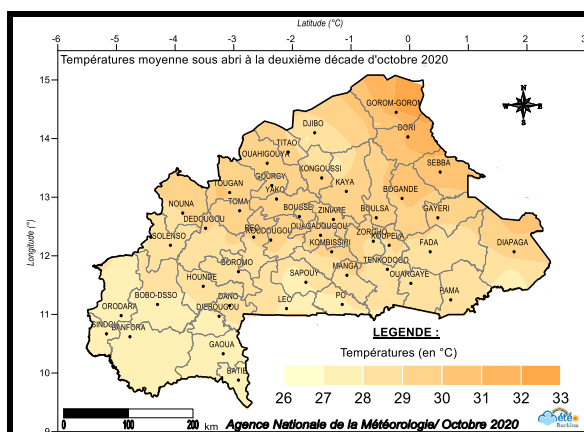 Latitude (°C)
-6 -5 -4 -3 -2 -1 0 1 2 3
Températures moyenne sous abri à la deuxième décade d'octobre 2020
15
GOROM-GOROM
N
W E
S
DJIBO
DORI
14
TITAO
OUAHIGOUYA
KONGOUSSI
SEBBA
TOUGAN
GOURCY
YAKO
KAYA
BOGANDE
13
NOUNA
TOMA
BOUSSE
ZINIARE
BOULSA
GAYERI
DEDOUGOU
REO
KOUDOUGOU
OUAGADOUGOU
ZORGHO
KOUPELA
SOLENSO
KOMBISSIRI
FADA
DIAPAGA
Longitude (°)
12
BOROMO
MANGA
TENKODOGO
OUARGAYE
HOUNDE
SAPOUY
BOBO-DSSO
DANO
LEO
PO
PAMA
ORODARA
DIEBOUGOU
11
SINDOU
BANFORA
LEGENDE :
GAOUA
Températures (en °C)
10
BATIE
26 27 28 29 30 31 32 33
9
0 100 200 km
Agence Nationale de la Météorologie/ Octobre 2020
Météo
Burkina